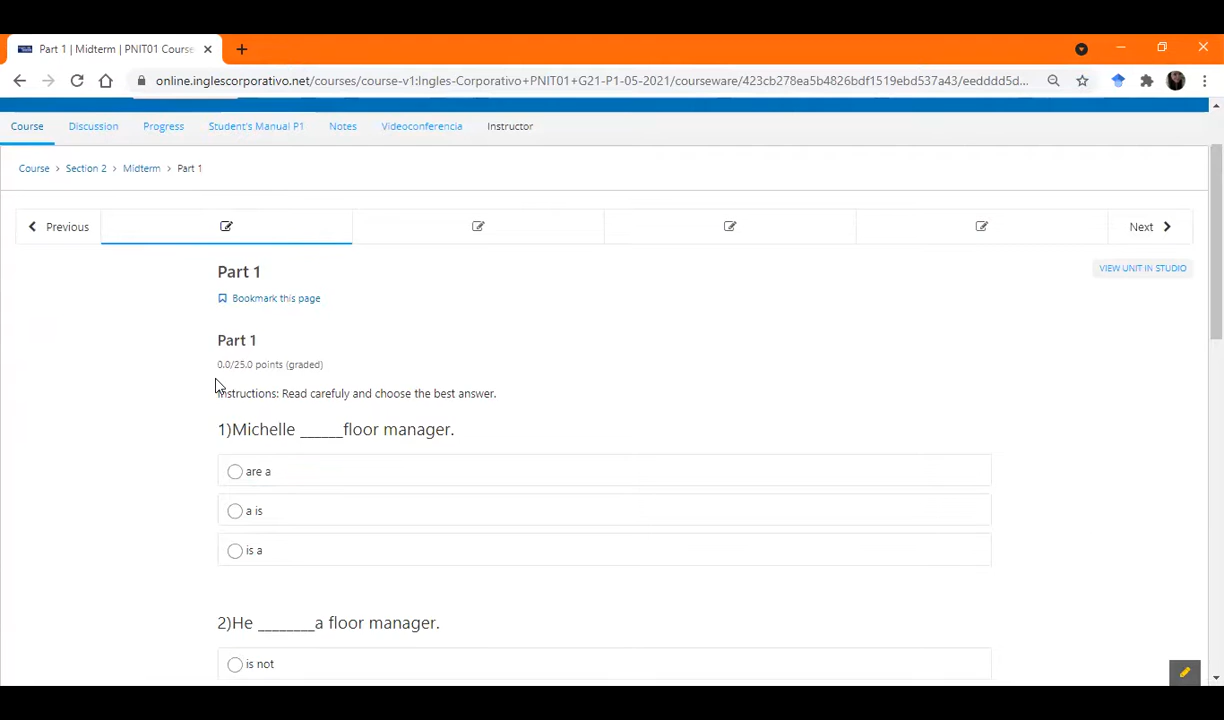 Part 1 | Midterm | PNIT01 Course
online.inglescorporativo.net/courses/course-v1:Ingles-Corporativo+PNIT01+G21-P1-05-2021/courseware/423cb278ea5b4826bdf1519ebd537a43/eedddd5d...
Course Discussion Progress Student's Manual P1 Notes Videoconferencia Instructor
Course > Section 2 > Midterm > Part 1
Previous Next
Part 1
VIEW UNIT IN STUDIO
Bookmark this page
Part 1
0.0/25.0 points (graded)
Instructions: Read carefuly and choose the best answer.
1)Michelle ______floor manager.
are a
a is
is a
2)He ________a floor manager.
is not